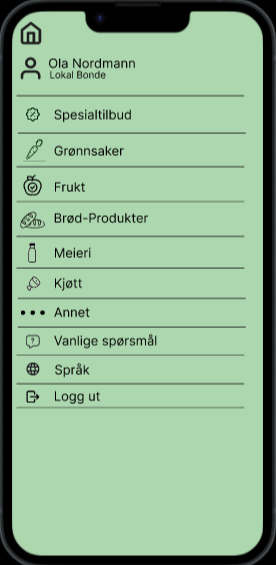 Ola Nordmann
Lokal Bonde
Spesialtilbud
Grønnsaker
Frukt
Brød-Produkter
Meieri
Kjøtt
Annet
Vanlige spørsmål
Språk
Logg ut